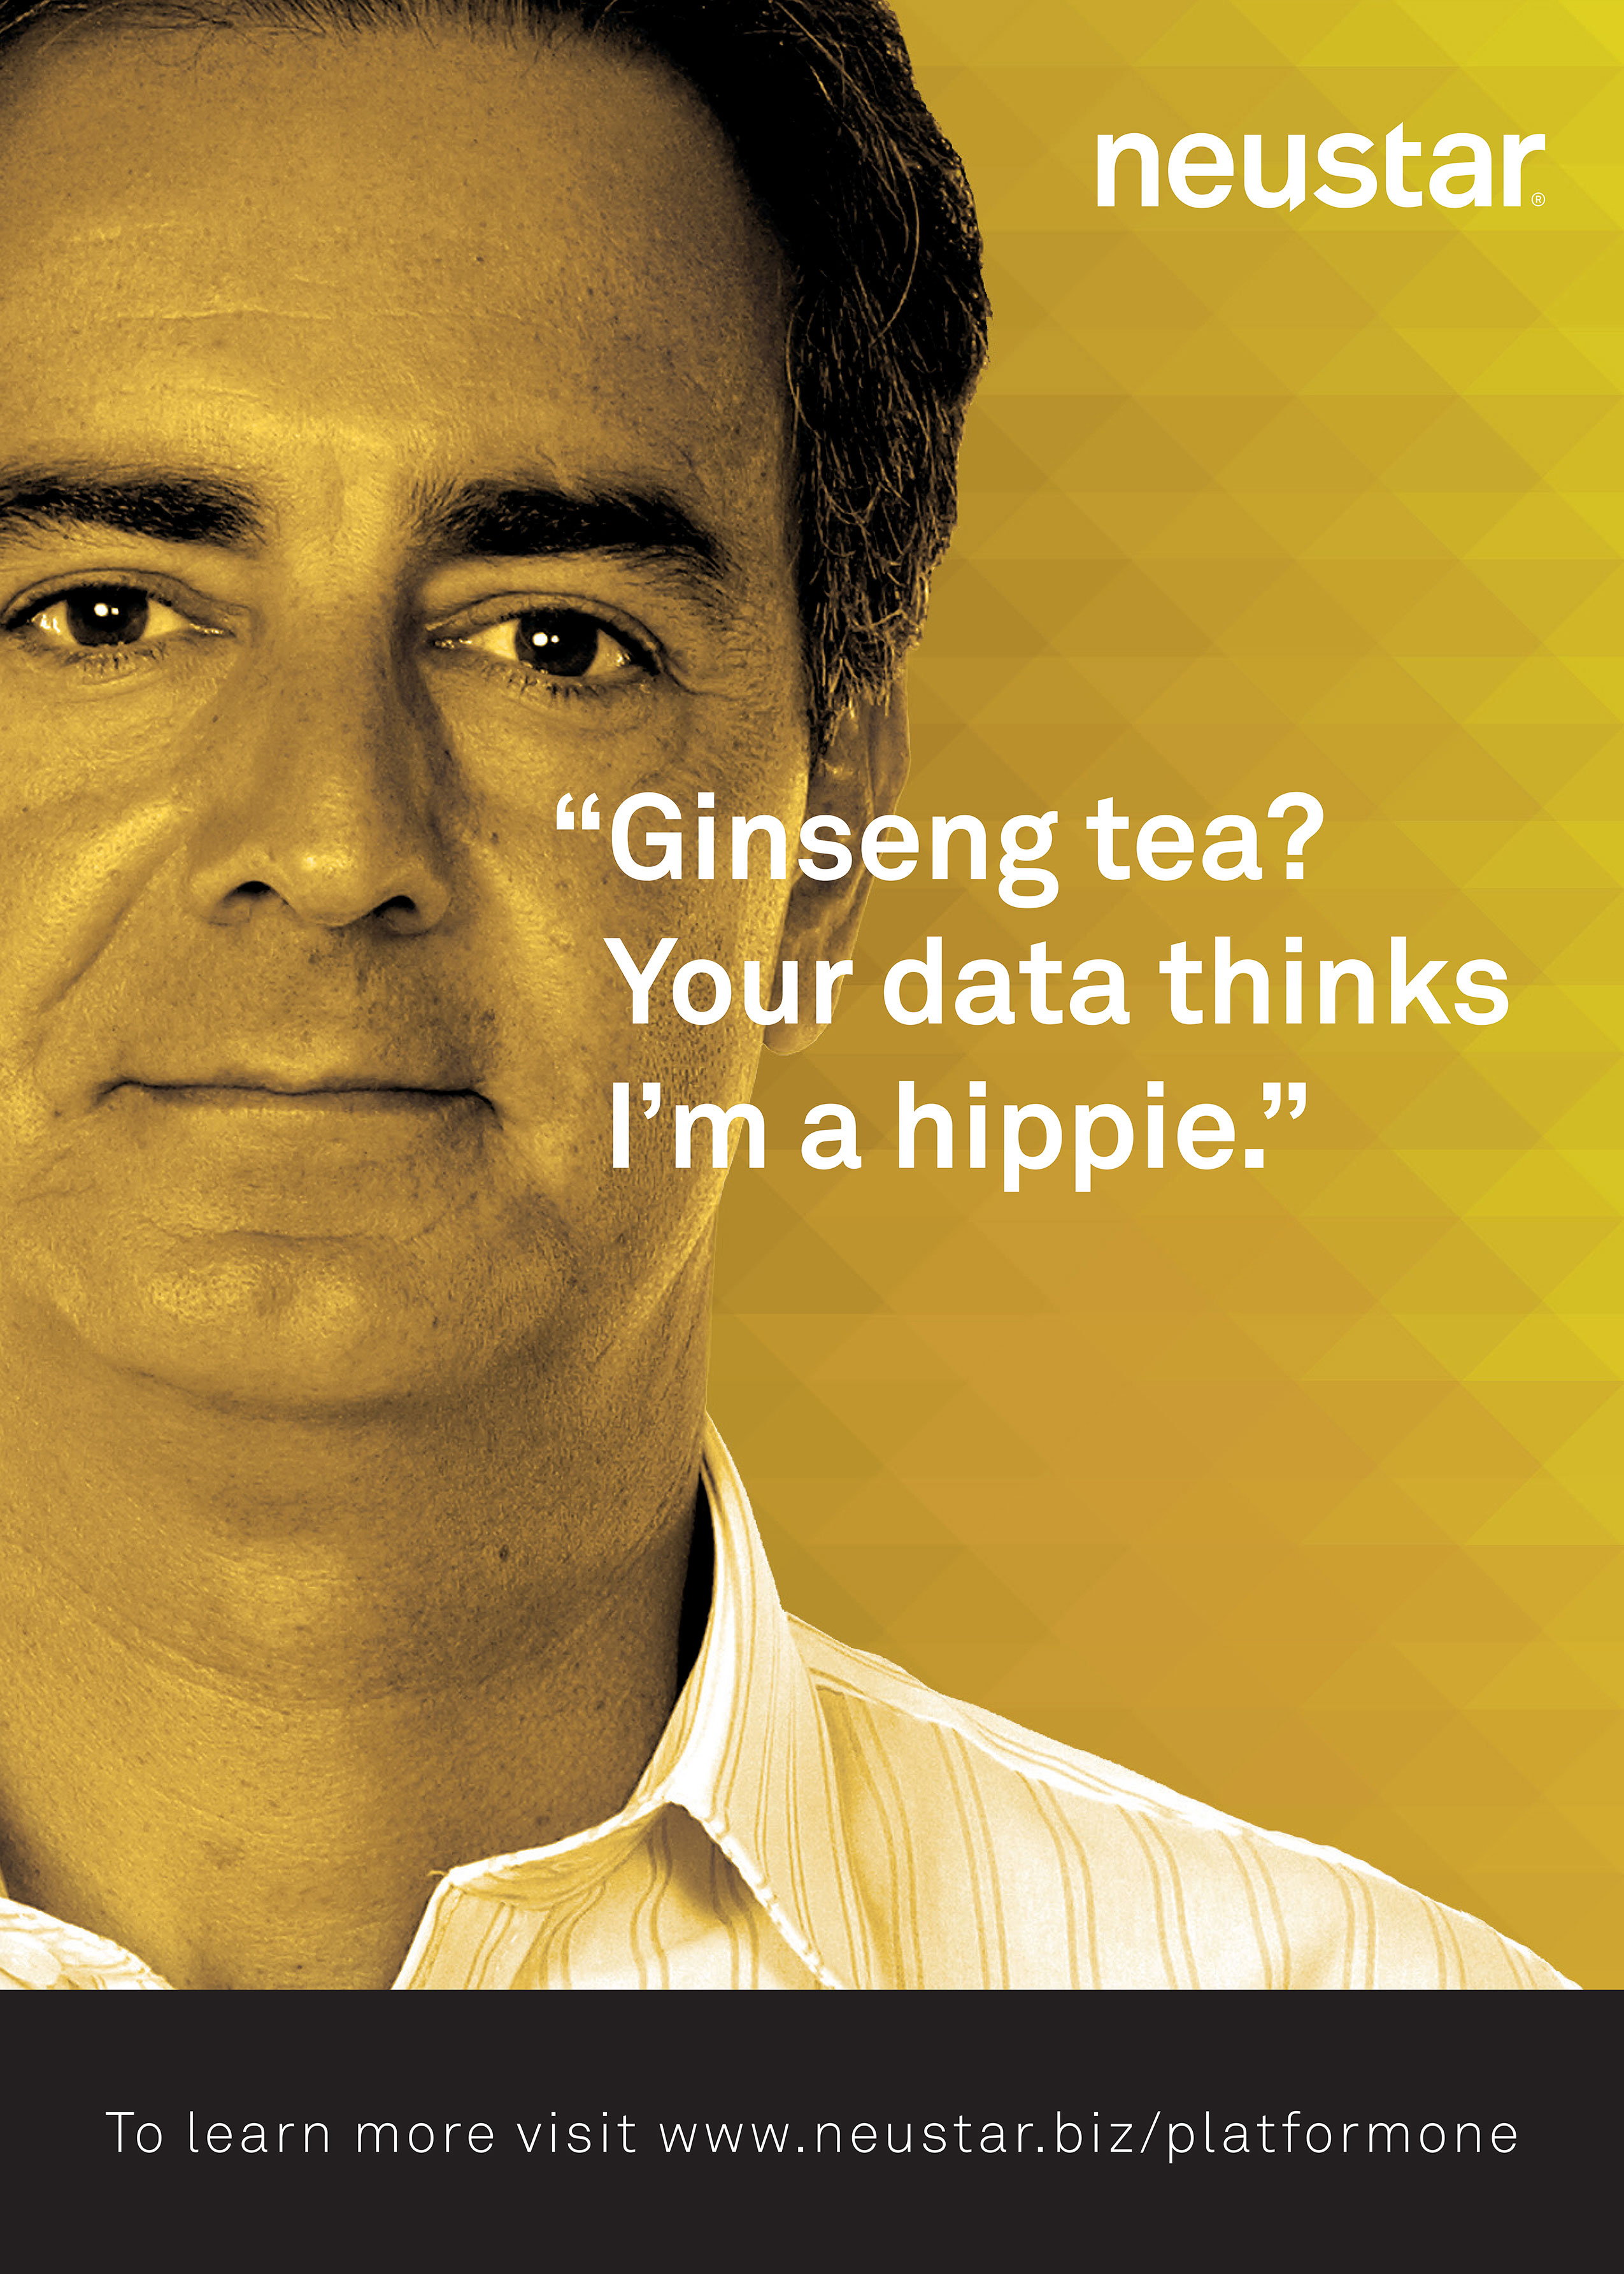 neustar®
“Ginseng tea?
Your data thinks
I’m a hippie.”
To learn more visit www.neustar.biz/platformone